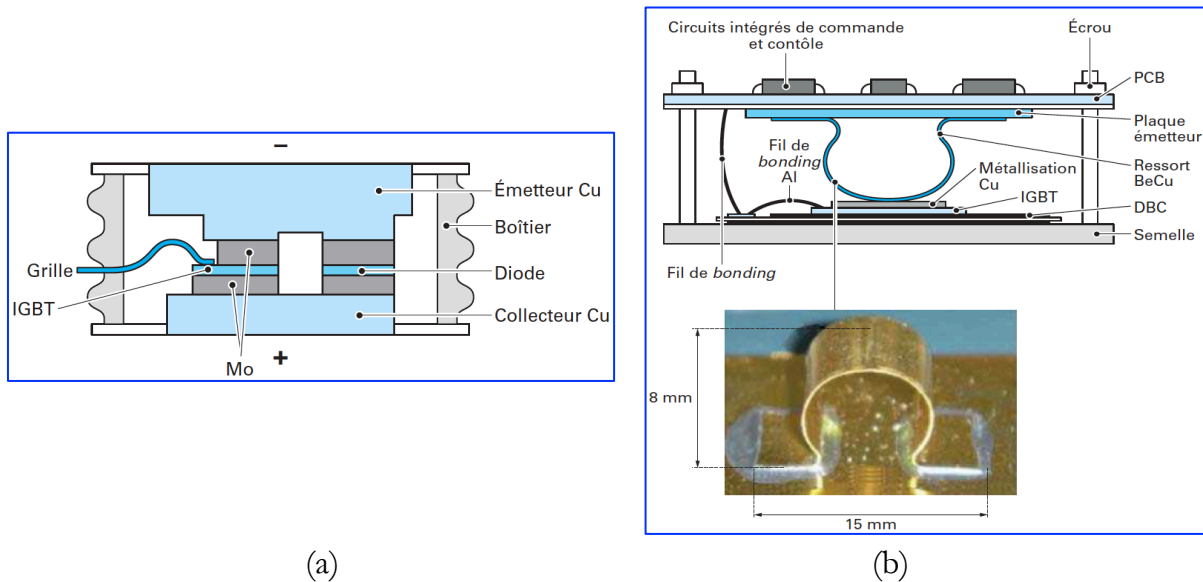 −
Émetteur Cu
Boîtier
Grille
Diode
IGBT
Collecteur Cu
+
Mo
(a)
Circuits intégrés de commande
et contôle
Écrou
PCB
Plaque
émetteur
Fil de
bonding
Al
Ressort
BeCu
Métallisation
Cu
IGBT
DBC
Semelle
Fil de bonding
8 mm
15 mm
(b)